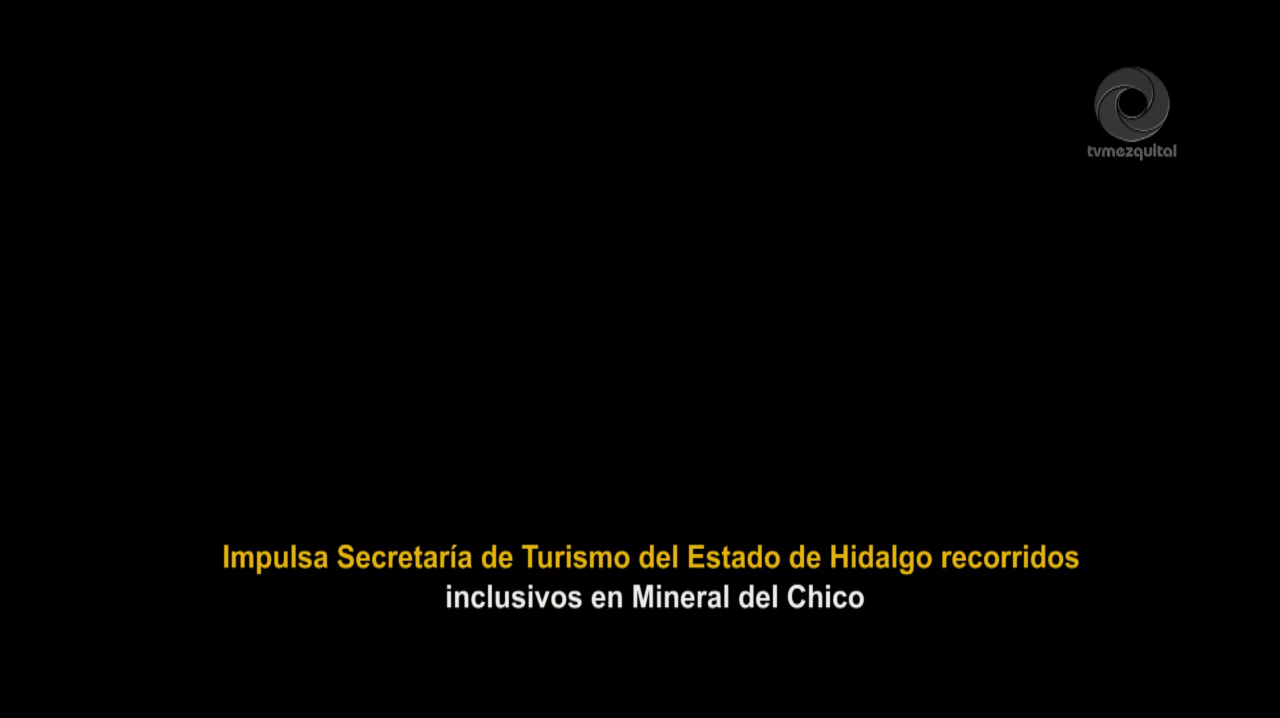 tvmezquital
Impulsa Secretaría de Turismo del Estado de Hidalgo recorridos
inclusivos en Mineral del Chico